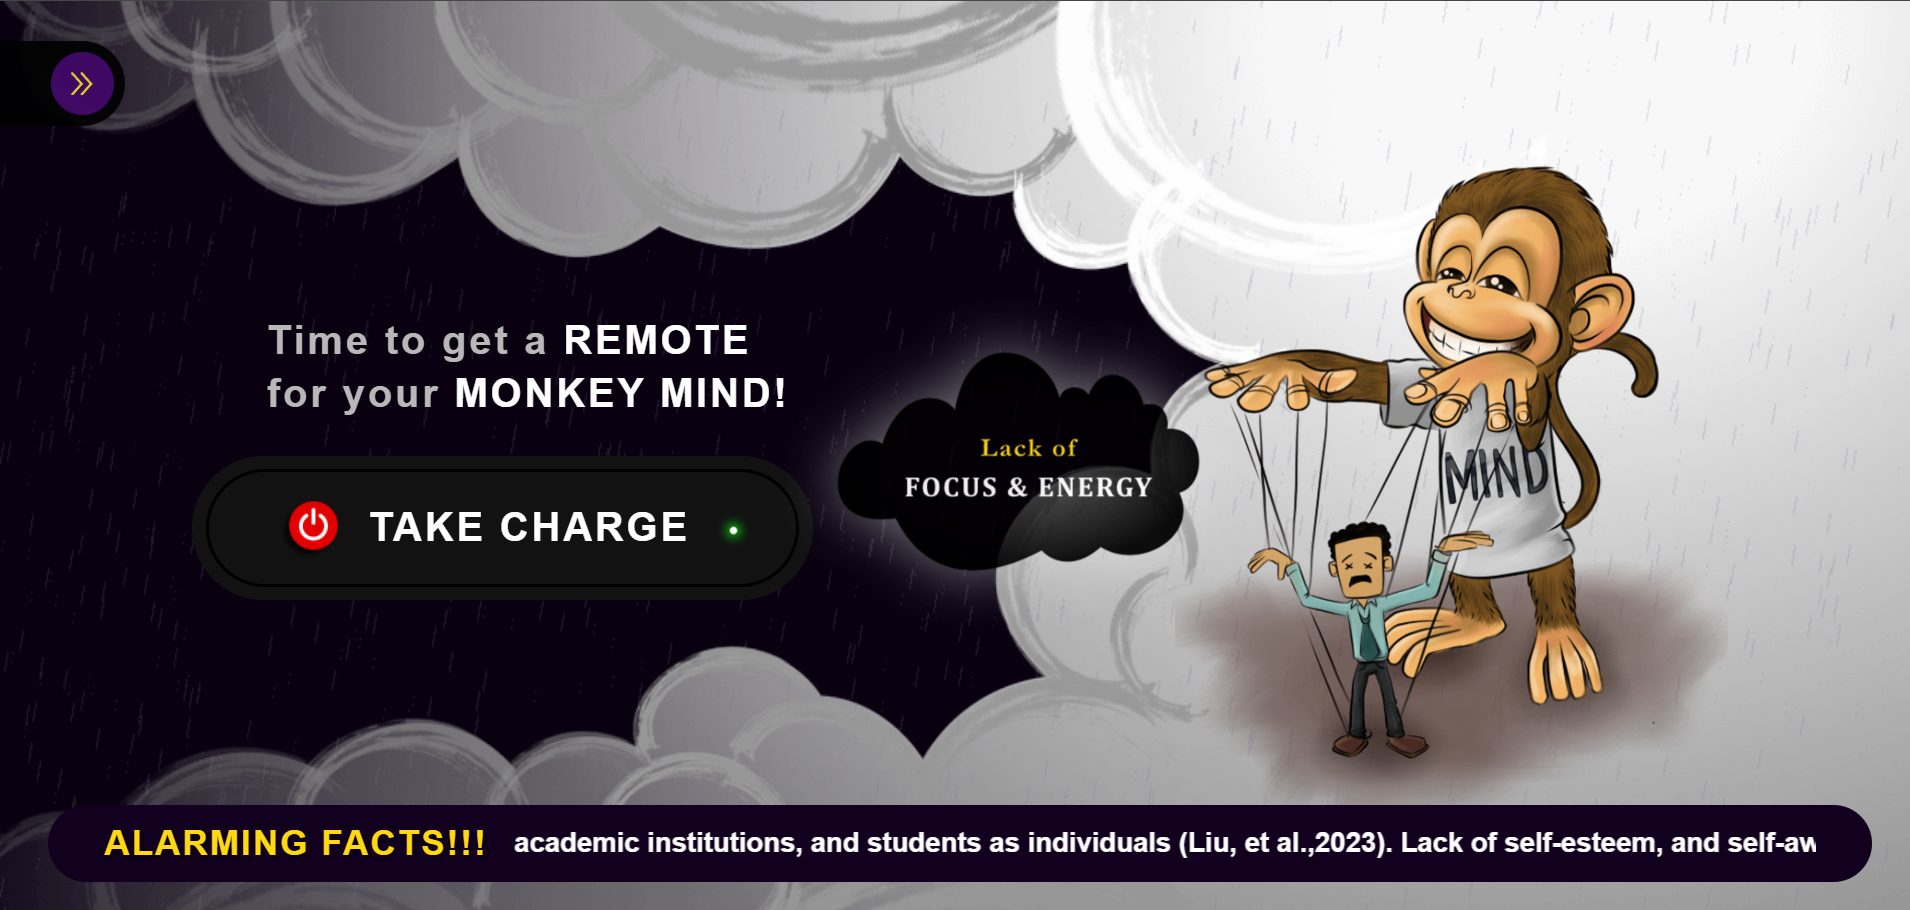 Time to get a REMOTE
for your MONKEY MIND!
TAKE CHARGE
Lack of
FOCUS & ENERGY
MIND
ALARMING FACTS!!! academic institutions, and students as individuals (Liu, et al.,2023). Lack of self-esteem, and self-aw